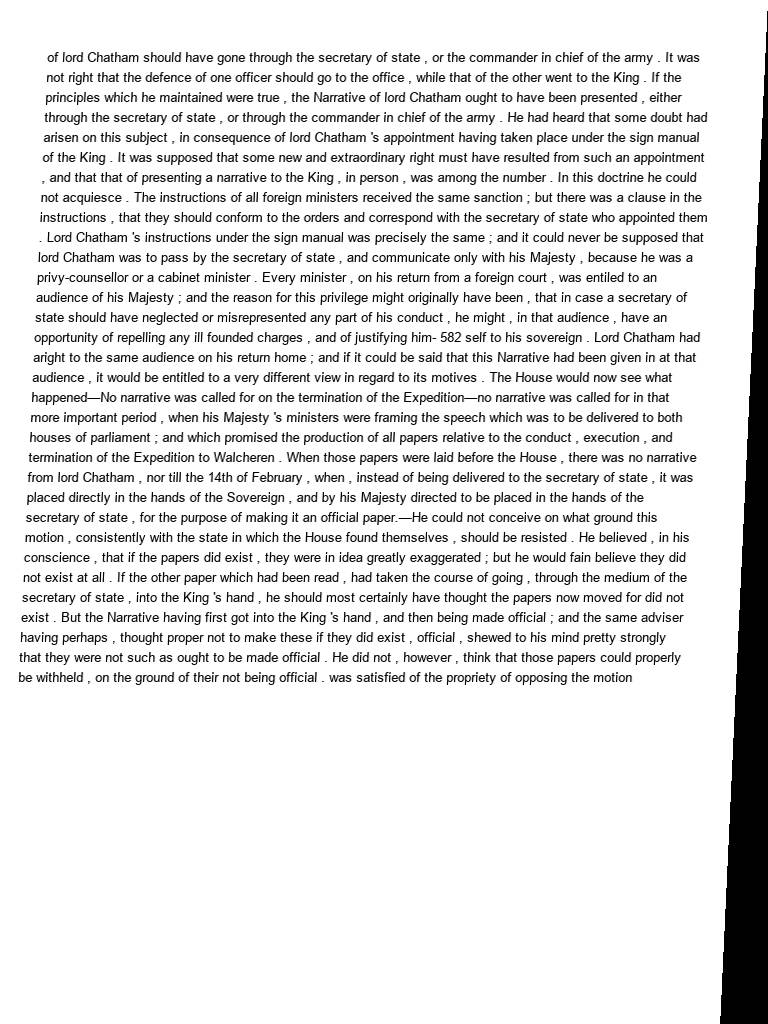 of lord Chatham should have gone through the secretary of state , or the commander in chief of the army . It was
not right that the defence of one officer should go to the office , while that of the other went to the King . If the
principles which he maintained were true , the Narrative of lord Chatham ought to have been presented , either
through the secretary of state , or through the commander in chief of the army . He had heard that some doubt had
arisen on this subject , in consequence of lord Chatham 's appointment having taken place under the sign manual
of the King . It was supposed that some new and extraordinary right must have resulted from such an appointment
, and that that of presenting a narrative to the King , in person , was among the number . In this doctrine he could
not acquiesce . The instructions of all foreign ministers received the same sanction ; but there was a clause in the
instructions , that they should conform to the orders and correspond with the secretary of state who appointed them
. Lord Chatham 's instructions under the sign manual was precisely the same ; and it could never be supposed that
lord Chatham was to pass by the secretary of state , and communicate only with his Majesty , because he was a
privy-counsellor or a cabinet minister . Every minister , on his return from a foreign court , was entiled to an
audience of his Majesty ; and the reason for this privilege might originally have been , that in case a secretary of
state should have neglected or misrepresented any part of his conduct , he might , in that audience , have an
opportunity of repelling any ill founded charges , and of justifying him- 582 self to his sovereign . Lord Chatham had
aright to the same audience on his return home ; and if it could be said that this Narrative had been given in at that
audience , it would be entitled to a very different view in regard to its motives . The House would now see what
happened—No narrative was called for on the termination of the Expedition—no narrative was called for in that
more important period , when his Majesty 's ministers were framing the speech which was to be delivered to both
houses of parliament ; and which promised the production of all papers relative to the conduct , execution , and
termination of the Expedition to Walcheren . When those papers were laid before the House , there was no narrative
from lord Chatham , nor till the 14th of February , when , instead of being delivered to the secretary of state , it was
placed directly in the hands of the Sovereign , and by his Majesty directed to be placed in the hands of the
secretary of state , for the purpose of making it an official paper.—He could not conceive on what ground this
motion , consistently with the state in which the House found themselves , should be resisted . He believed , in his
conscience , that if the papers did exist , they were in idea greatly exaggerated ; but he would fain believe they did
not exist at all . If the other paper which had been read , had taken the course of going , through the medium of the
secretary of state , into the King 's hand , he should most certainly have thought the papers now moved for did not
exist . But the Narrative having first got into the King 's hand , and then being made official ; and the same adviser
having perhaps , thought proper not to make these if they did exist , official , shewed to his mind pretty strongly
that they were not such as ought to be made official . He did not , however , think that those papers could properly
be withheld , on the ground of their not being official . was satisfied of the propriety of opposing the motion